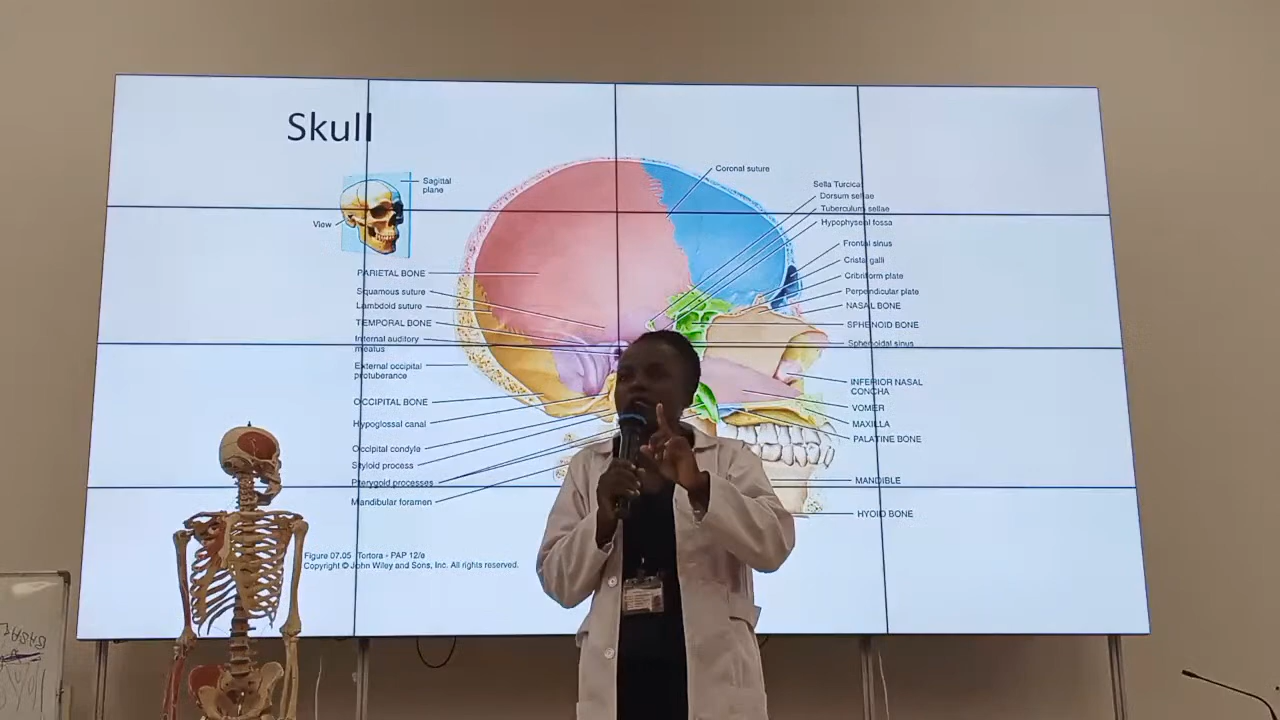 Skull
Sagittal
plane
View
Coronal suture
Sella Turcica:
Dorsum sellae
Tuberculum sellae
Hypophyseal fossa
Frontal sinus
Crista galli
Cribriform plate
Perpendicular plate
NASAL BONE
SPHENOID BONE
Sphenoidal sinus
INFERIOR NASAL
CONCHA
VOMER
MAXILLA
PALATINE BONE
MANDIBLE
HYOID BONE
PARIETAL BONE
Squamous suture
Lambdoid suture
TEMPORAL BONE
Internal auditory
meatus
External occipital
protuberance
OCCIPITAL BONE
Hypoglossal canal
Occipital condyle
Styloid process
Pterygoid processes
Mandibular foramen
Figure 07.05 Tortora - PAP 12/e
Copyright © John Wiley and Sons, Inc. All rights reserved.